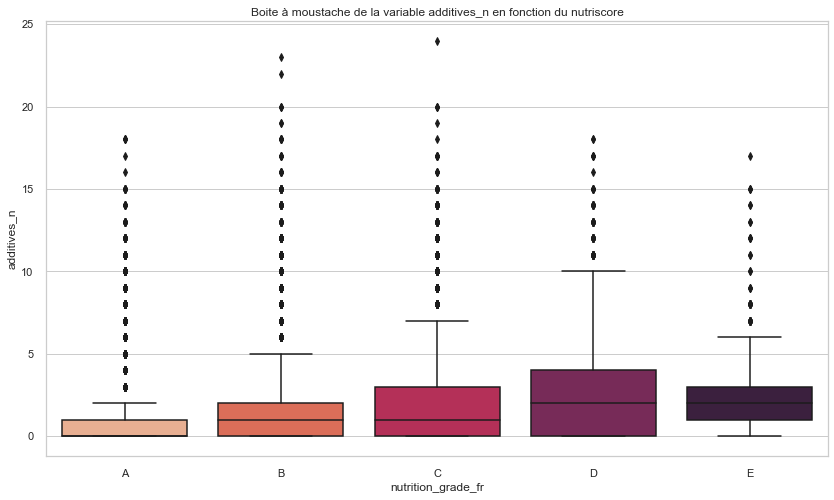 Boite à moustache de la variable additives_n en fonction du nutriscore
25
20
15
10
5
0
additives_n
A B C D E
nutrition_grade_fr